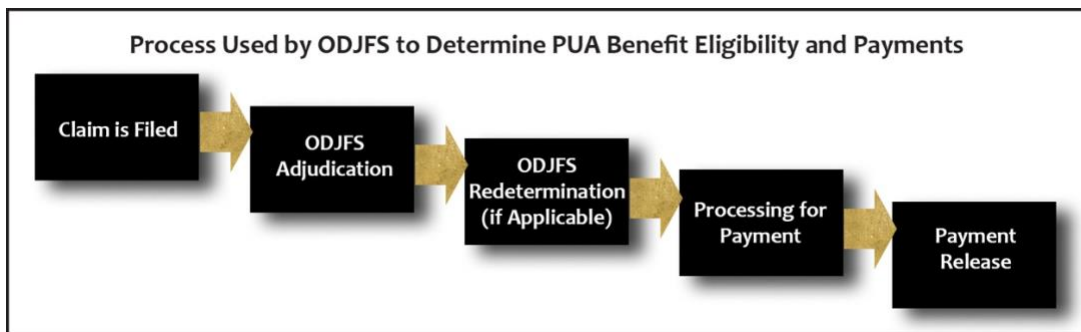 Process Used by ODJFS to Determine PUA Benefit Eligibility and Payments
Claim is Filed
ODJFS
Adjudication
ODJFS
Redetermination
(if Applicable)
Processing for
Payment
Payment
Release